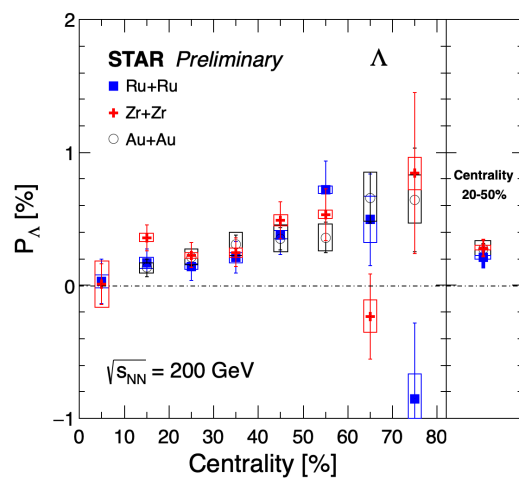 2
STAR Preliminary
Λ
Ru+Ru
Zr+Zr
Au+Au
1
Centrality
20-50%
P_Λ [%]
0
√s_NN = 200 GeV
−1
0 10 20 30 40 50 60 70 80
Centrality [%]